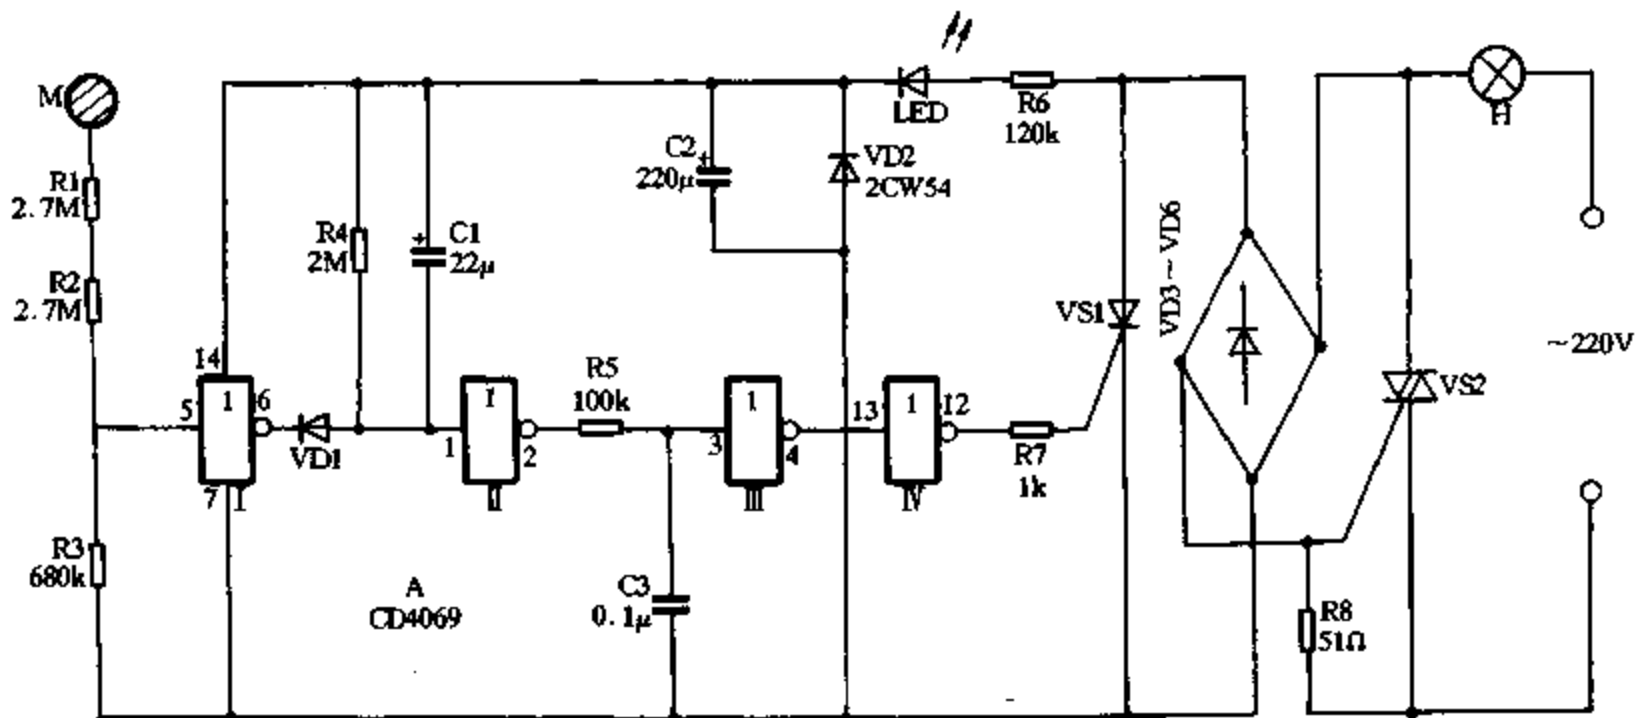 M
R1
2.7M
R2
2.7M
R3
680k
14
5
1
6
7
I
VD1
R4
2M
C1
22μ
+
1
1
2
II
R5
100k
C2
220μ
+
VD2
2CW54
LED
R6
120k
3
1
4
III
13
1
12
IV
R7
1k
C3
0.1μ
A
CD4069
VS1
VD3~VD6
H
~220V
VS2
R8
51Ω